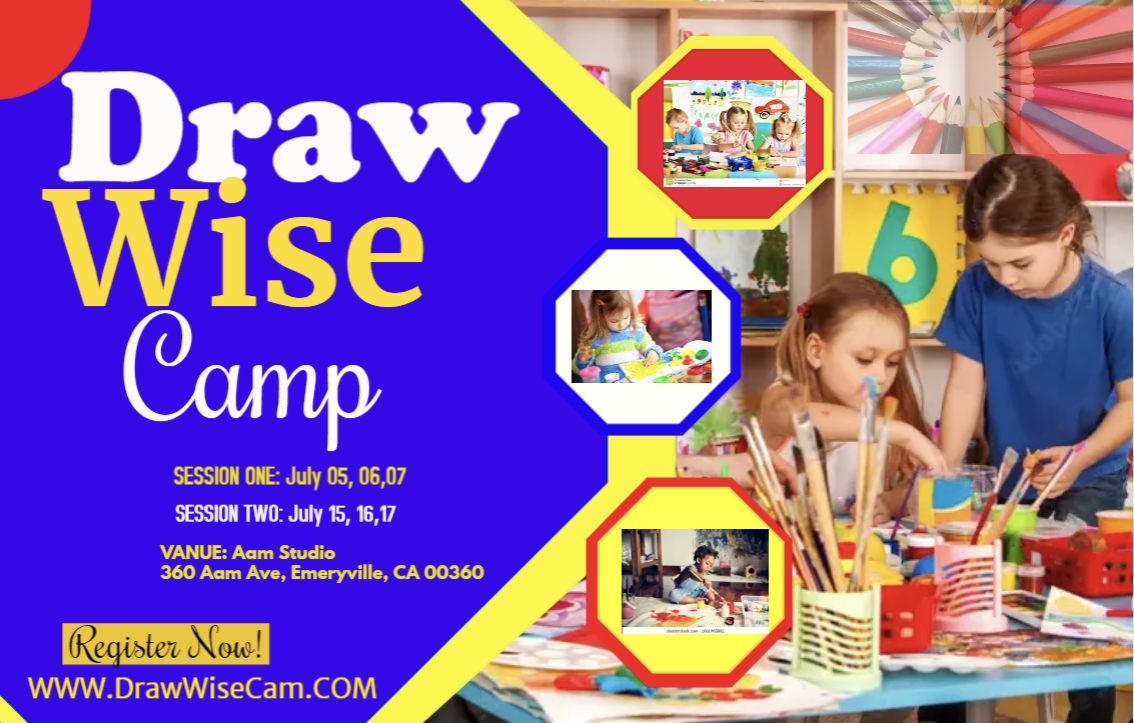 Draw
Wise
Camp
SESSION ONE: July 05, 06,07
SESSION TWO: July 15, 16,17
VANUE: Aam Studio
360 Aam Ave, Emeryville, CA 00360
Register Now!
WWW.DrawWiseCam.COM
6